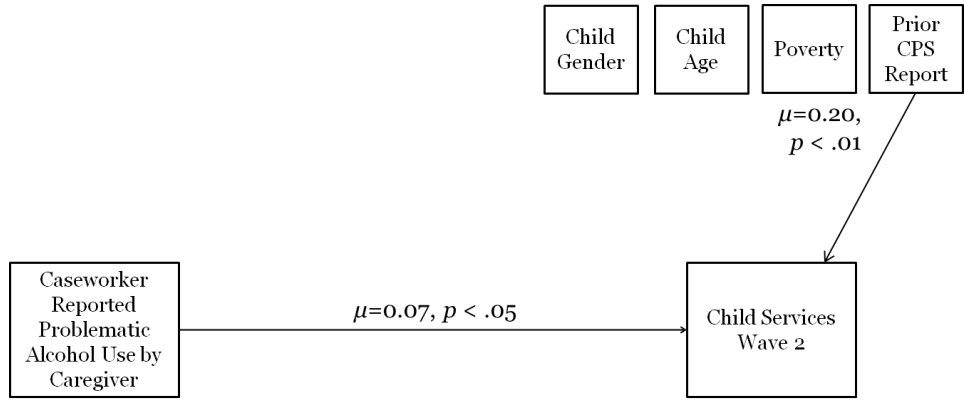 Child
Gender
Child
Age
Poverty
Prior
CPS
Report
μ=0.20,
p < .01
Caseworker
Reported
Problematic
Alcohol Use by
Caregiver
μ=0.07, p < .05
Child Services
Wave 2